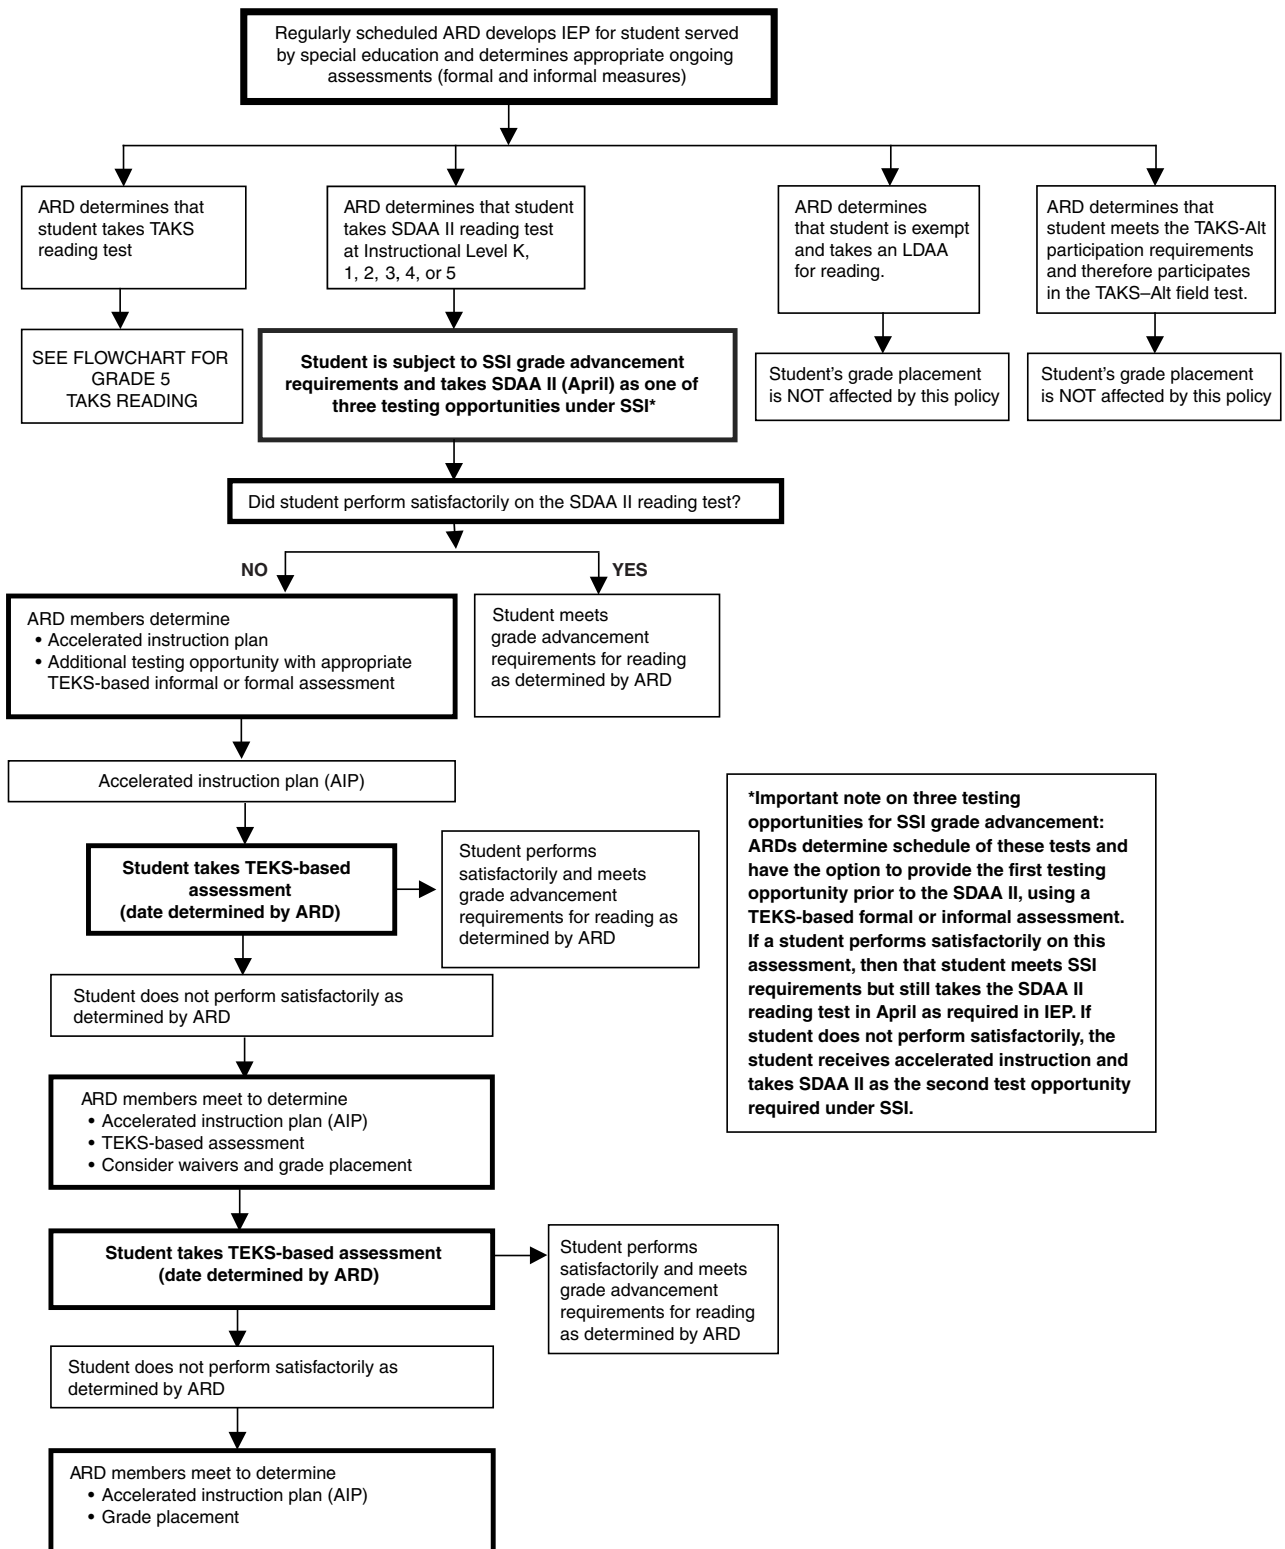 Regularly scheduled ARD develops IEP for student served
by special education and determines appropriate ongoing
assessments (formal and informal measures)
ARD determines that
student takes TAKS
reading test
ARD determines that student
takes SDAA II reading test
at Instructional Level K,
1, 2, 3, 4, or 5
ARD determines
that student is exempt
and takes an LDAA
for reading.
ARD determines that
student meets the TAKS-Alt
participation requirements
and therefore participates
in the TAKS–Alt field test.
SEE FLOWCHART FOR
GRADE 5
TAKS READING
Student is subject to SSI grade advancement
requirements and takes SDAA II (April) as one of
three testing opportunities under SSI*
Student’s grade placement
is NOT affected by this policy
Student’s grade placement
is NOT affected by this policy
Did student perform satisfactorily on the SDAA II reading test?
NO
YES
ARD members determine
• Accelerated instruction plan
• Additional testing opportunity with appropriate
TEKS-based informal or formal assessment
Student meets
grade advancement
requirements for reading
as determined by ARD
Accelerated instruction plan (AIP)
Student takes TEKS-based
assessment
(date determined by ARD)
Student performs
satisfactorily and meets
grade advancement
requirements for reading as
determined by ARD
*Important note on three testing
opportunities for SSI grade advancement:
ARDs determine schedule of these tests and
have the option to provide the first testing
opportunity prior to the SDAA II, using a
TEKS-based formal or informal assessment.
If a student performs satisfactorily on this
assessment, then that student meets SSI
requirements but still takes the SDAA II
reading test in April as required in IEP. If
student does not perform satisfactorily, the
student receives accelerated instruction and
takes SDAA II as the second test opportunity
required under SSI.
Student does not perform satisfactorily as
determined by ARD
ARD members meet to determine
• Accelerated instruction plan (AIP)
• TEKS-based assessment
• Consider waivers and grade placement
Student takes TEKS-based assessment
(date determined by ARD)
Student performs
satisfactorily and meets
grade advancement
requirements for reading
as determined by ARD
Student does not perform satisfactorily as
determined by ARD
ARD members meet to determine
• Accelerated instruction plan (AIP)
• Grade placement